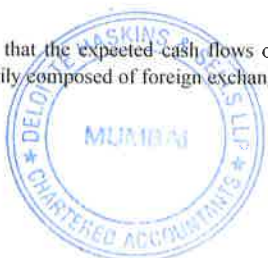 that the expected cash flows
ily composed of foreign exchan
DELOITTE HASKINS & SELLS LLP
MUMBAI
* CHARTERED ACCOUNTANTS *